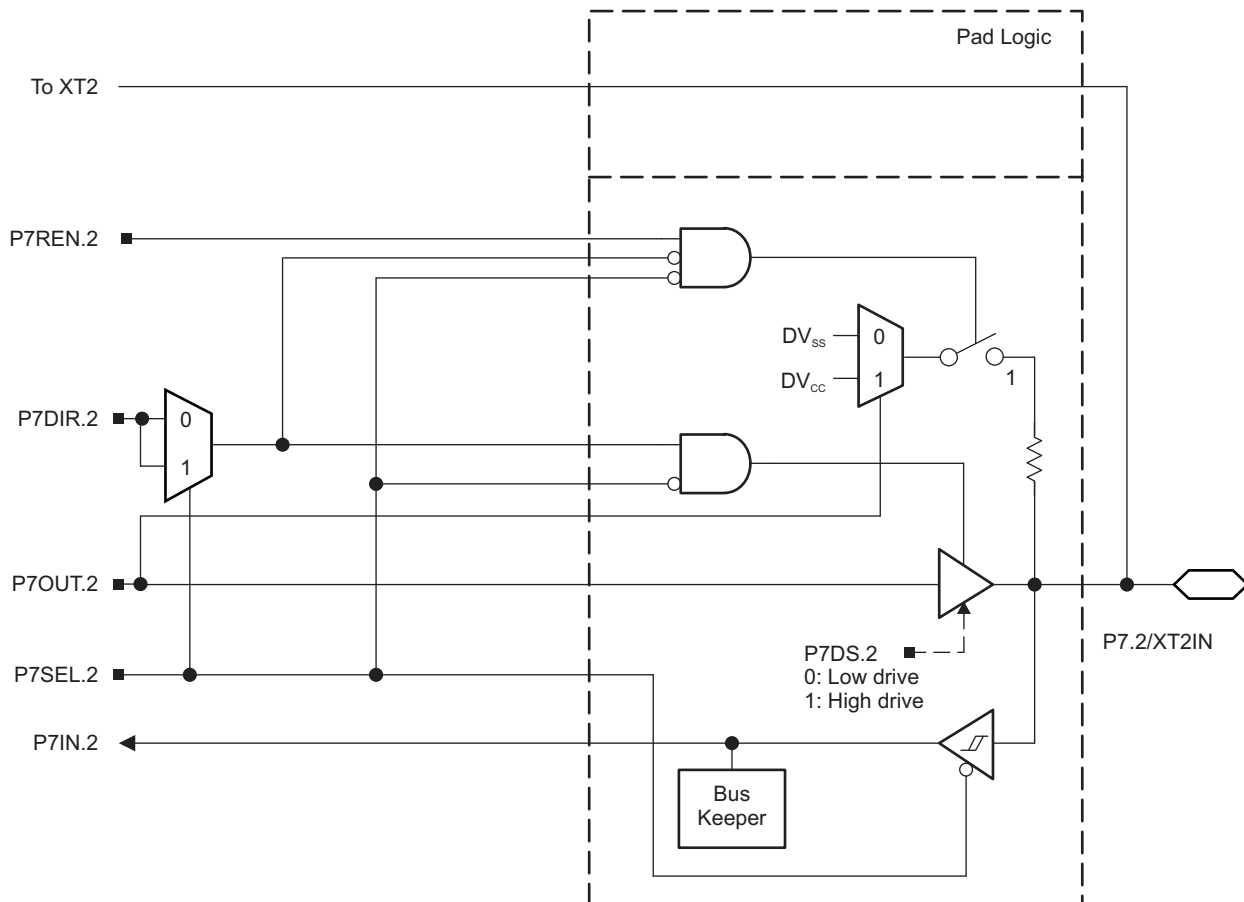 Pad Logic
To XT2
P7REN.2
DVSS
0
DVCC
1
1
P7DIR.2
0
1
P7OUT.2
P7DS.2
0: Low drive
1: High drive
P7.2/XT2IN
P7SEL.2
P7IN.2
Bus
Keeper